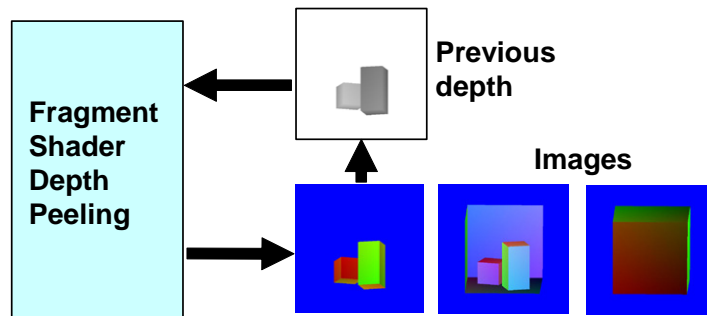 Previous
depth
Fragment
Shader
Depth
Peeling
Images